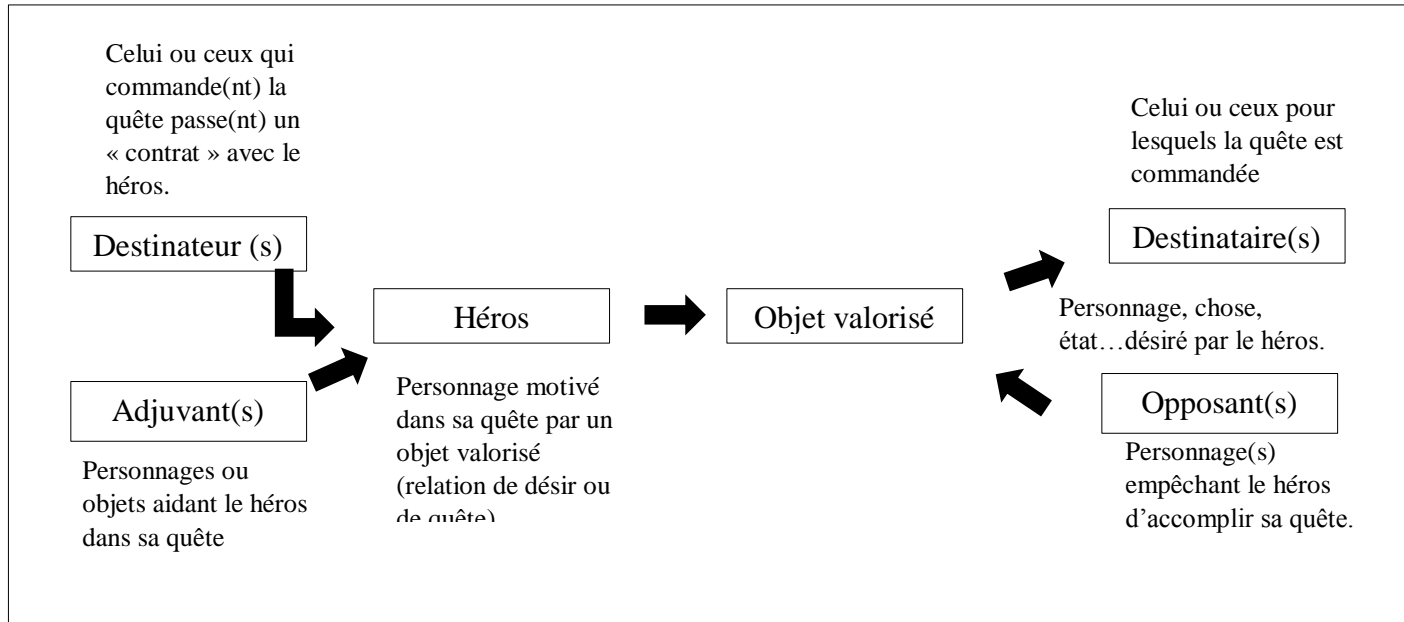 Celui ou ceux qui
commande(nt) la
quête passe(nt) un
« contrat » avec le
héros.
Destinateur (s)
Adjuvant(s)
Personnages ou
objets aidant le héros
dans sa quête
Héros
Personnage motivé
dans sa quête par un
objet valorisé
(relation de désir ou
de quête)
Objet valorisé
Celui ou ceux pour
lesquels la quête est
commandée
Destinataire(s)
Personnage, chose,
état…désiré par le héros.
Opposant(s)
Personnage(s)
empêchant le héros
d’accomplir sa quête.